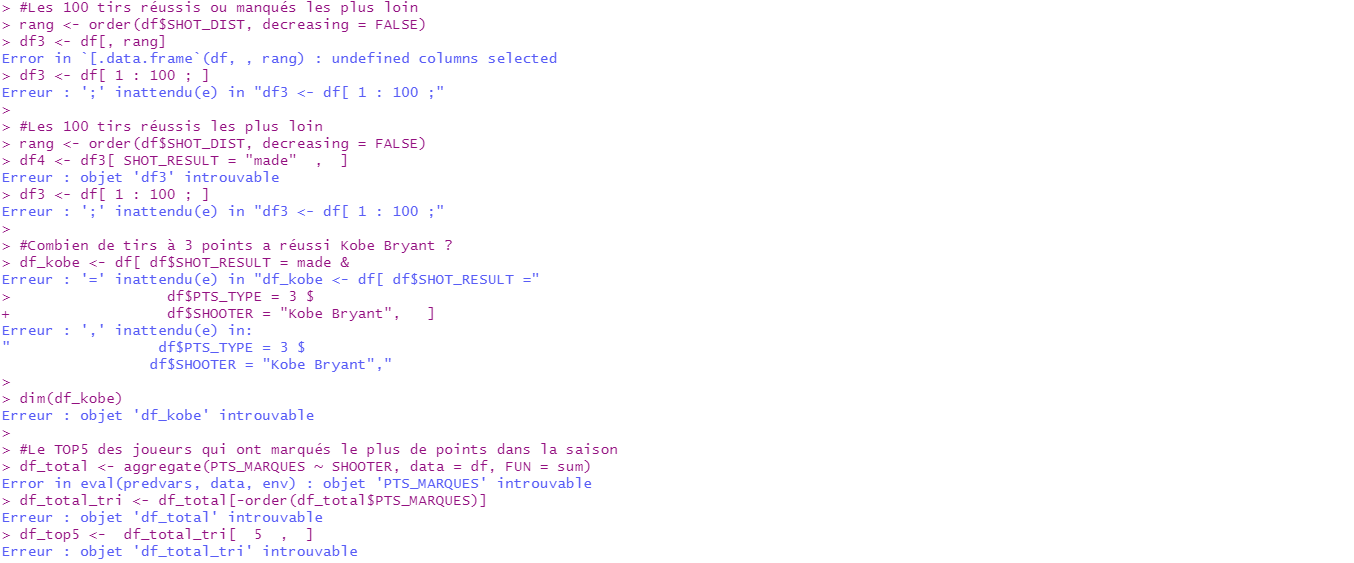 > #Les 100 tirs réussis ou manqués les plus loin
> rang <- order(df$SHOT_DIST, decreasing = FALSE)
> df3 <- df[, rang]
Error in `[.data.frame`(df, , rang) : undefined columns selected
> df3 <- df[ 1 : 100 ; ]
Erreur : ';' inattendu(e) in "df3 <- df[ 1 : 100 ;"
>
> #Les 100 tirs réussis les plus loin
> rang <- order(df$SHOT_DIST, decreasing = FALSE)
> df4 <- df3[ SHOT_RESULT = "made"  ,  ]
Erreur : objet 'df3' introuvable
> df3 <- df[ 1 : 100 ; ]
Erreur : ';' inattendu(e) in "df3 <- df[ 1 : 100 ;"
>
> #Combien de tirs à 3 points a réussi Kobe Bryant ?
> df_kobe <- df[ df$SHOT_RESULT = made &
Erreur : '=' inattendu(e) in "df_kobe <- df[ df$SHOT_RESULT ="
>                  df$PTS_TYPE = 3 $
+                  df$SHOOTER = "Kobe Bryant",   ]
Erreur : ',' inattendu(e) in:
"                 df$PTS_TYPE = 3 $
                 df$SHOOTER = "Kobe Bryant","
>
> dim(df_kobe)
Erreur : objet 'df_kobe' introuvable
>
> #Le TOP5 des joueurs qui ont marqués le plus de points dans la saison
> df_total <- aggregate(PTS_MARQUES ~ SHOOTER, data = df, FUN = sum)
Error in eval(predvars, data, env) : objet 'PTS_MARQUES' introuvable
> df_total_tri <- df_total[-order(df_total$PTS_MARQUES)]
Erreur : objet 'df_total' introuvable
> df_top5 <-  df_total_tri[  5  ,  ]
Erreur : objet 'df_total_tri' introuvable